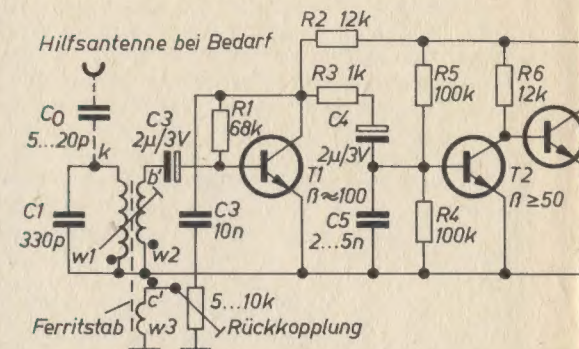 Hilfsantenne bei Bedarf
C0
5...20p
k
C1
330p
w1
b'
w2
C3
2µ/3V
R1
68k
C3
10n
R2 12k
R3 1k
C4
2µ/3V
T1
ß≈100
C5
2...5n
R5
100k
R4
100k
R6
12k
T2
ß≥50
c'
w3
5...10k
Ferritstab
Rückkopplung